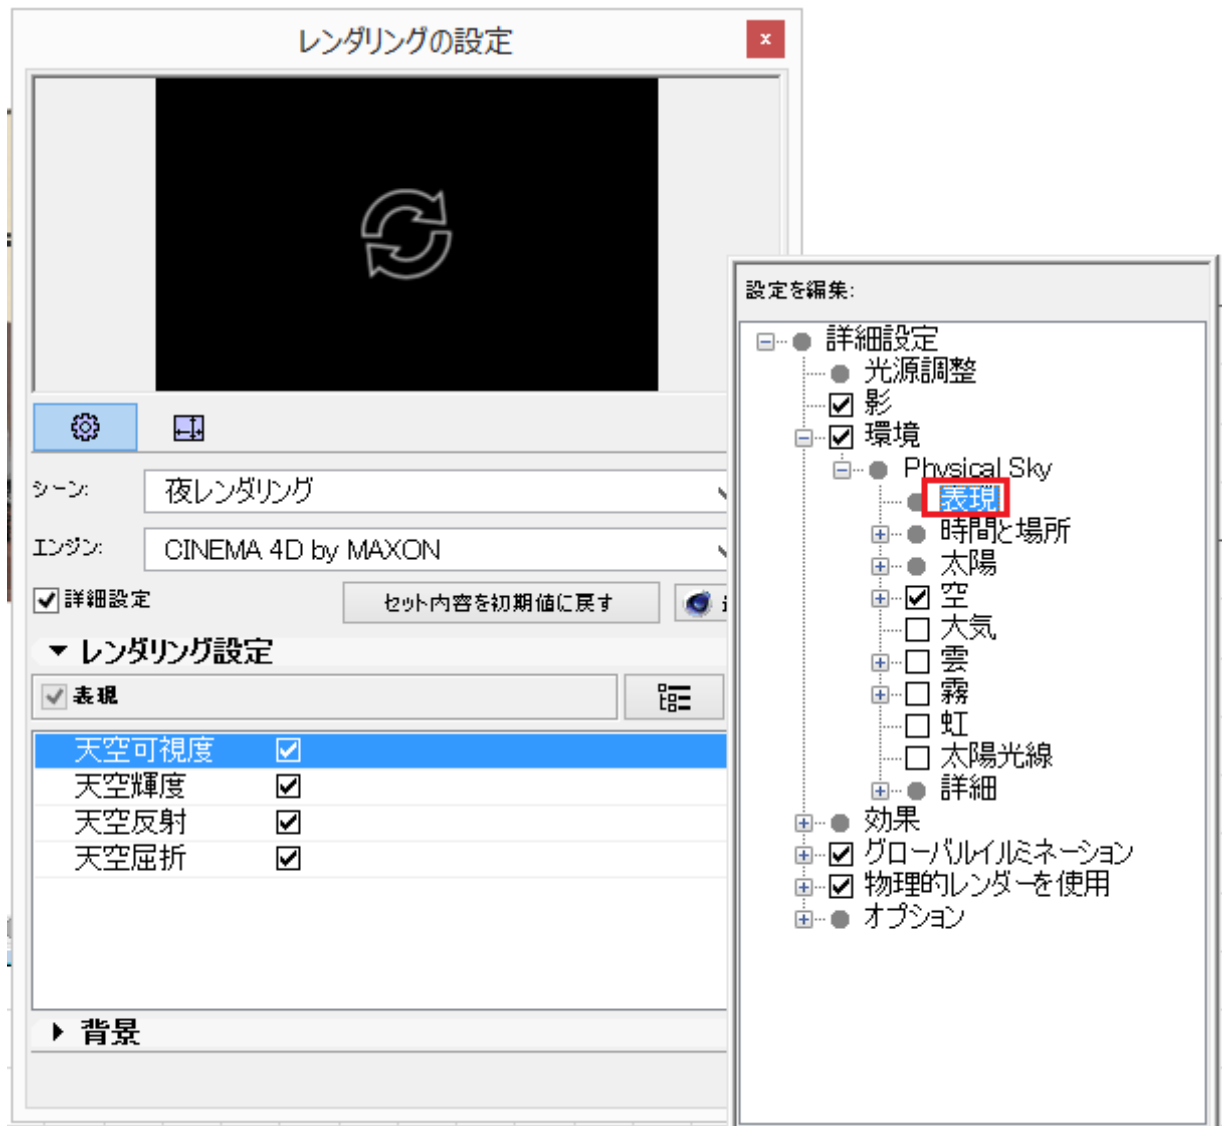 レンダリングの設定
x
シーン:
夜レンダリング
エンジン:
CINEMA 4D by MAXON
詳細設定
セット内容を初期値に戻す
レンダリング設定
表現
天空可視度
天空輝度
天空反射
天空屈折
背景
設定を編集:
詳細設定
光源調整
影
環境
Physical Sky
表現
時間と場所
太陽
空
大気
雲
霧
虹
太陽光線
詳細
効果
グローバルイルミネーション
物理的レンダーを使用
オプション